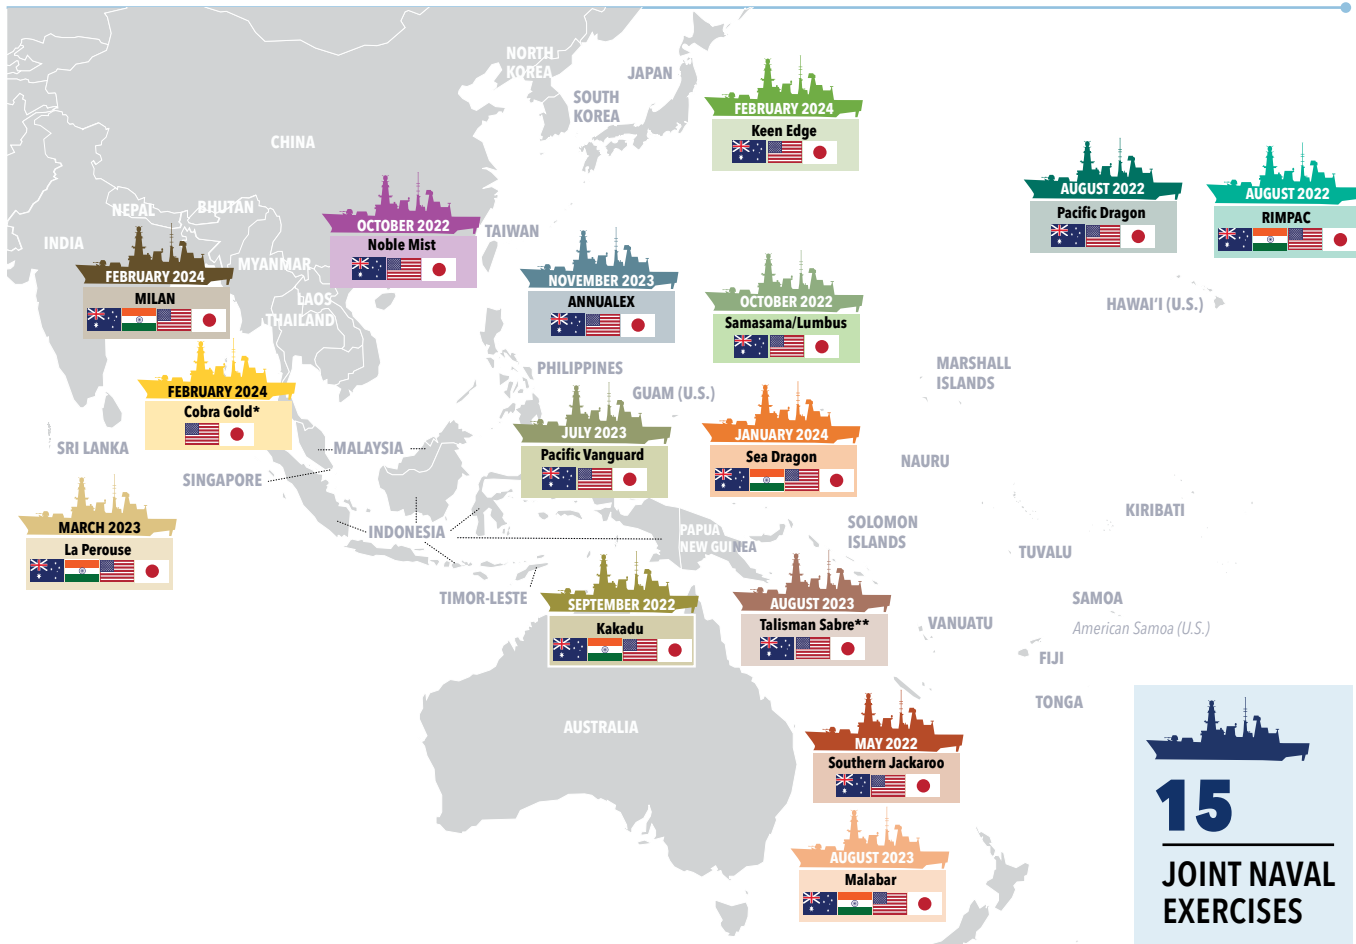 NORTH
KOREA
JAPAN
SOUTH
KOREA
CHINA
FEBRUARY 2024
Keen Edge
AUGUST 2022
Pacific Dragon
AUGUST 2022
RIMPAC
NEPAL
BHUTAN
INDIA
OCTOBER 2022
Noble Mist
TAIWAN
MYANMAR
FEBRUARY 2024
MILAN
LAOS
THAILAND
NOVEMBER 2023
ANNUALEX
OCTOBER 2022
Samasama/Lumbus
HAWAI‘I (U.S.)
PHILIPPINES
GUAM (U.S.)
MARSHALL
ISLANDS
FEBRUARY 2024
Cobra Gold*
SRI LANKA
MALAYSIA
SINGAPORE
JULY 2023
Pacific Vanguard
JANUARY 2024
Sea Dragon
NAURU
MARCH 2023
La Perouse
INDONESIA
PAPUA
NEW GUINEA
SOLOMON
ISLANDS
KIRIBATI
TUVALU
TIMOR-LESTE
SEPTEMBER 2022
Kakadu
AUGUST 2023
Talisman Sabre**
VANUATU
SAMOA
American Samoa (U.S.)
FIJI
TONGA
AUSTRALIA
MAY 2022
Southern Jackaroo
AUGUST 2023
Malabar
15
JOINT NAVAL
EXERCISES